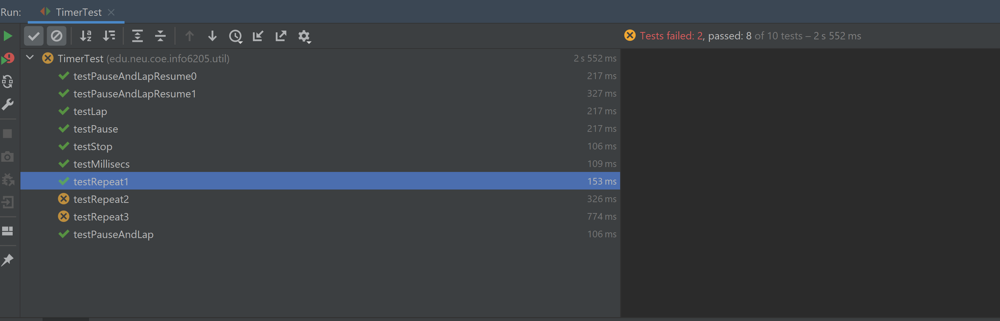 Run: TimerTest
Tests failed: 2, passed: 8 of 10 tests – 2 s 552 ms
TimerTest (edu.neu.coe.info6205.util) 2 s 552 ms
testPauseAndLapResume0 217 ms
testPauseAndLapResume1 327 ms
testLap 217 ms
testPause 217 ms
testStop 106 ms
testMillisecs 109 ms
testRepeat1 153 ms
testRepeat2 326 ms
testRepeat3 774 ms
testPauseAndLap 106 ms